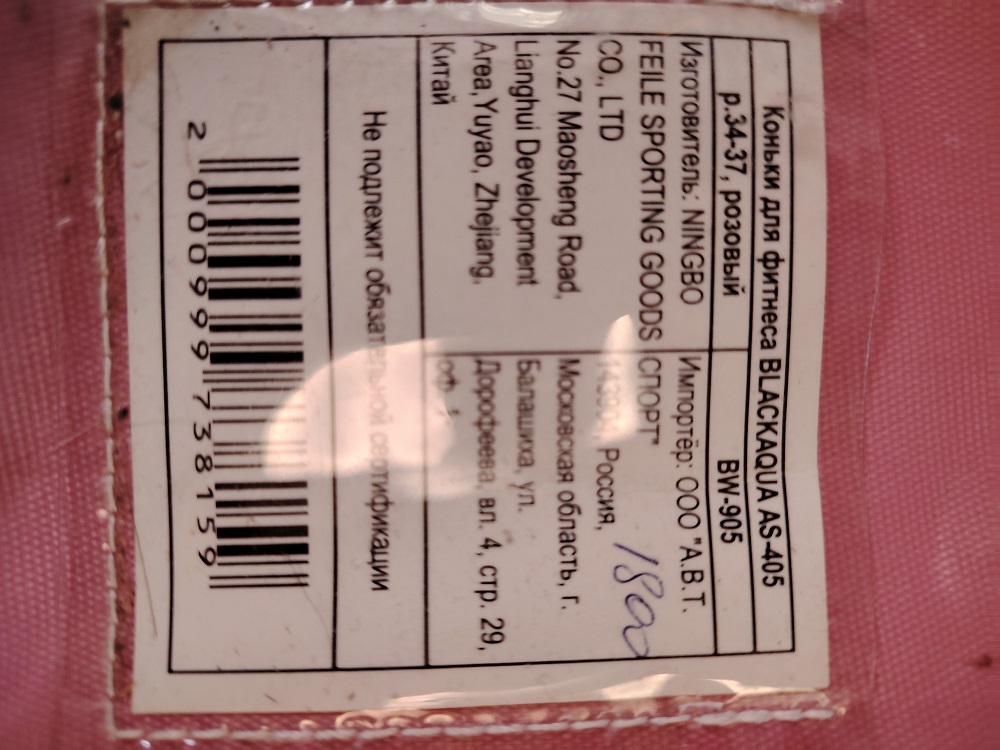 Коньки для фитнеса BLACKAQUA AS-405
р.34-37, розовый
BW-905
Изготовитель: NINGBO
FEILE SPORTING GOODS
CO., LTD
No.27 Maosheng Road,
Lianghui Development
Area,Yuyao, Zhejiang,
Китай
Импортёр: ООО "А.В.Т.
СПОРТ"
Россия,
Московская область, г.
Балашиха, ул.
Дорофеева, вл. 4, стр. 29,
оф.
1800
Не подлежит обязательной сертификации
2 000999 738159